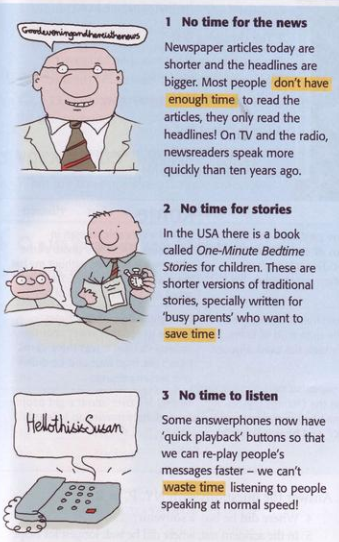 Goodeveningandhereisthenews
1 No time for the news
Newspaper articles today are
shorter and the headlines are
bigger. Most people don't have
enough time to read the
articles, they only read the
headlines! On TV and the radio,
newsreaders speak more
quickly than ten years ago.
2 No time for stories
In the USA there is a book
called One-Minute Bedtime
Stories for children. These are
shorter versions of traditional
stories, specially written for
'busy parents' who want to
save time!
HellothisisSusan
3 No time to listen
Some answerphones now have
'quick playback' buttons so that
we can re-play people's
messages faster – we can't
waste time listening to people
speaking at normal speed!